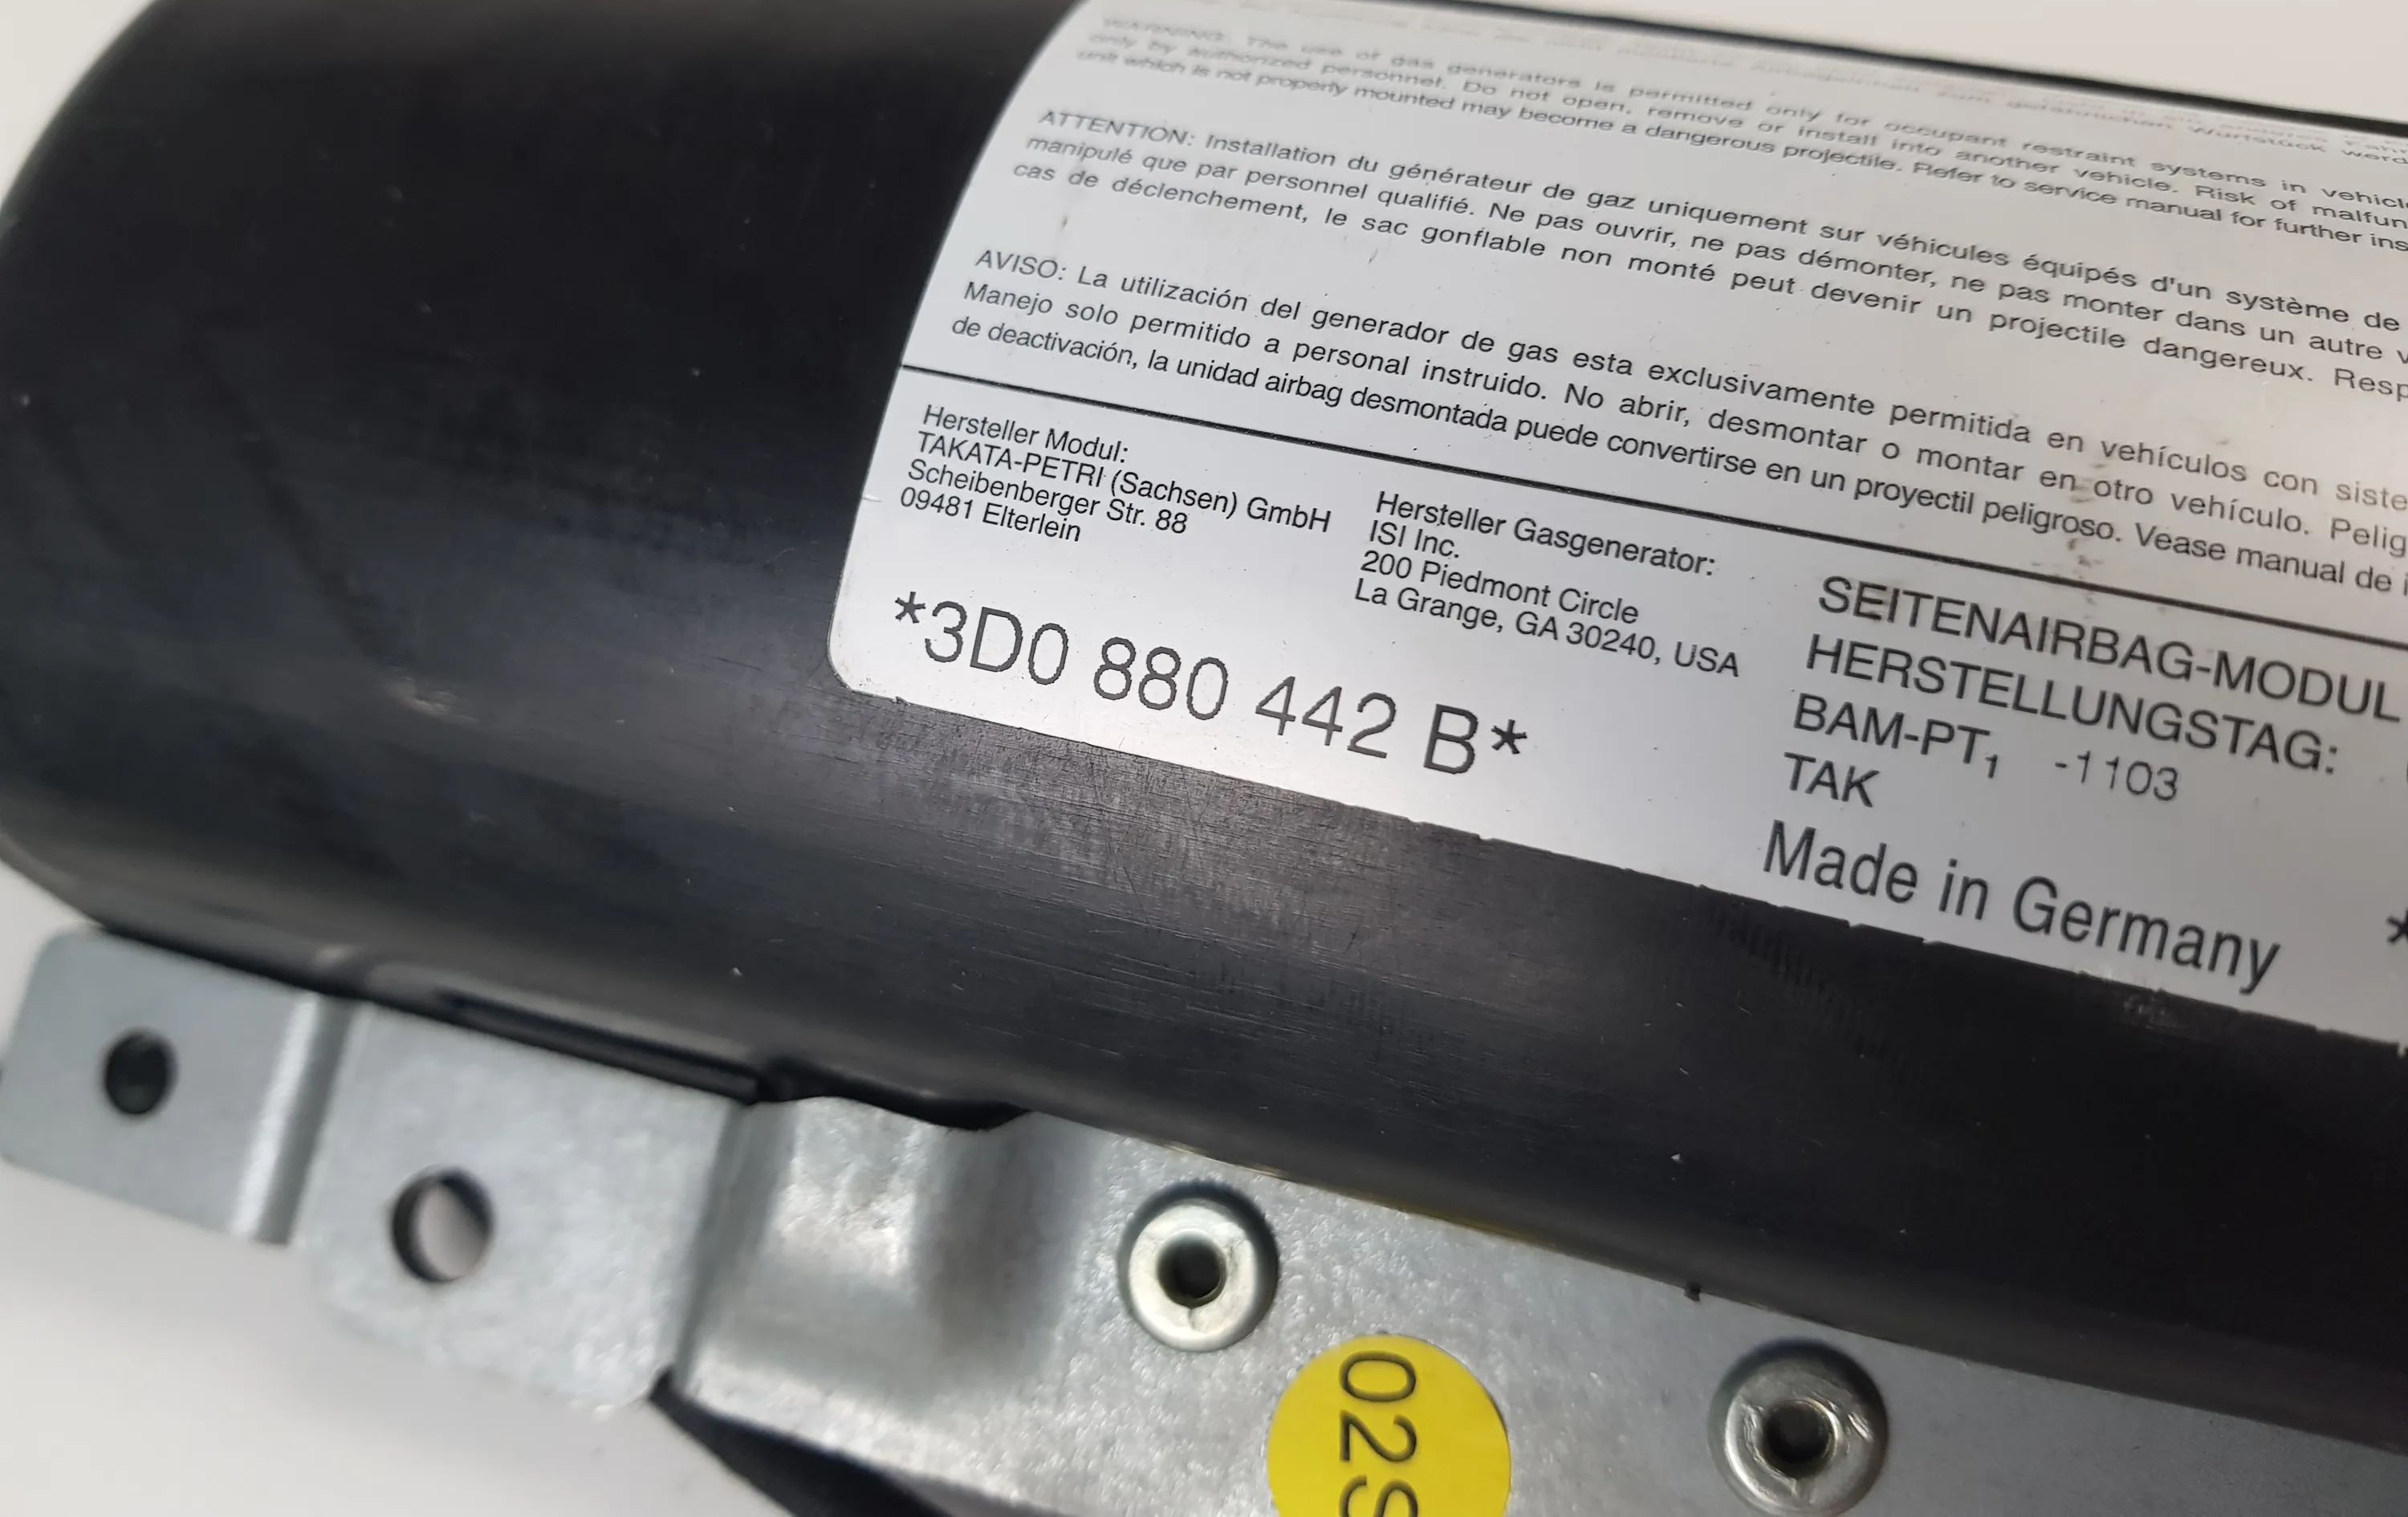 WARNING: The use of gas generators is permitted only for occupant restraint systems in vehicl
only by authorized personnel. Do not open, remove or install into another vehicle. Risk of malfun
unit which is not properly mounted may become a dangerous projectile. Refer to service manual for further ins
ATTENTION: Installation du générateur de gaz uniquement sur véhicules équipés d'un système de
manipulé que par personnel qualifié. Ne pas ouvrir, ne pas démonter, ne pas monter dans un autre v
cas de déclenchement, le sac gonflable non monté peut devenir un projectile dangereux. Resp
AVISO: La utilización del generador de gas esta exclusivamente permitida en vehículos con siste
Manejo solo permitido a personal instruido. No abrir, desmontar o montar en otro vehículo. Pelig
de deactivación, la unidad airbag desmontada puede convertirse en un proyectil peligroso. Vease manual de i
Hersteller Modul:
TAKATA-PETRI (Sachsen) GmbH
Scheibenberger Str. 88
09481 Elterlein
Hersteller Gasgenerator:
ISI Inc.
200 Piedmont Circle
La Grange, GA 30240, USA
*3D0 880 442 B*
SEITENAIRBAG-MODUL
HERSTELLUNGSTAG:
BAM-PT₁ -1103
TAK
Made in Germany
*
02S